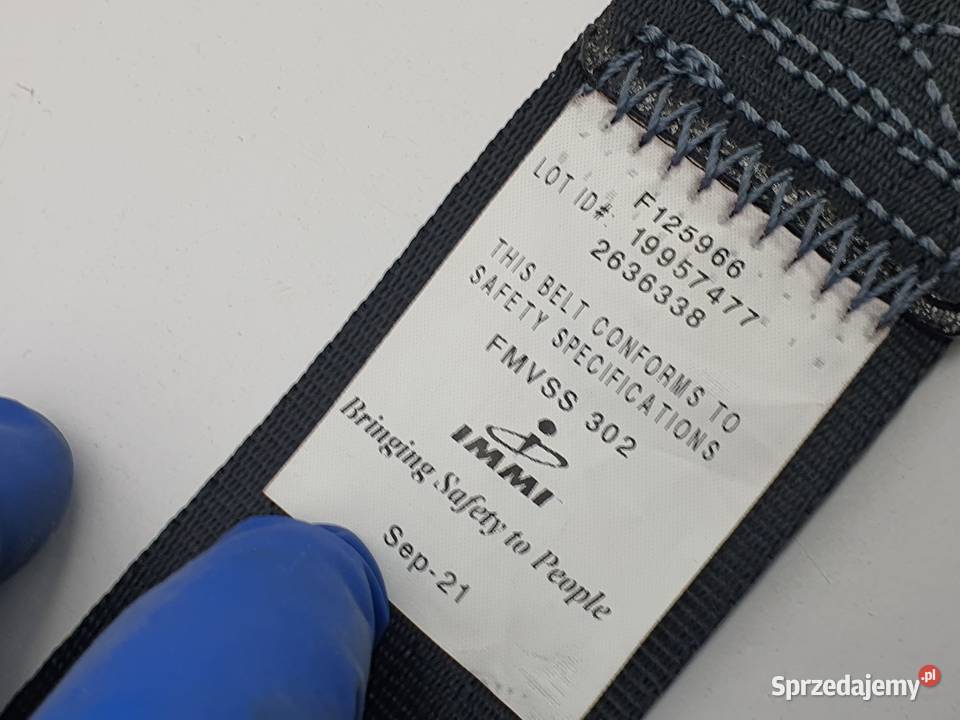 F125966
LOT ID#: 19957477
2636338
THIS BELT CONFORMS TO
SAFETY SPECIFICATIONS
FMVSS 302
IMMI
Bringing Safety to People
Sep-21
Sprzedajemy.pl